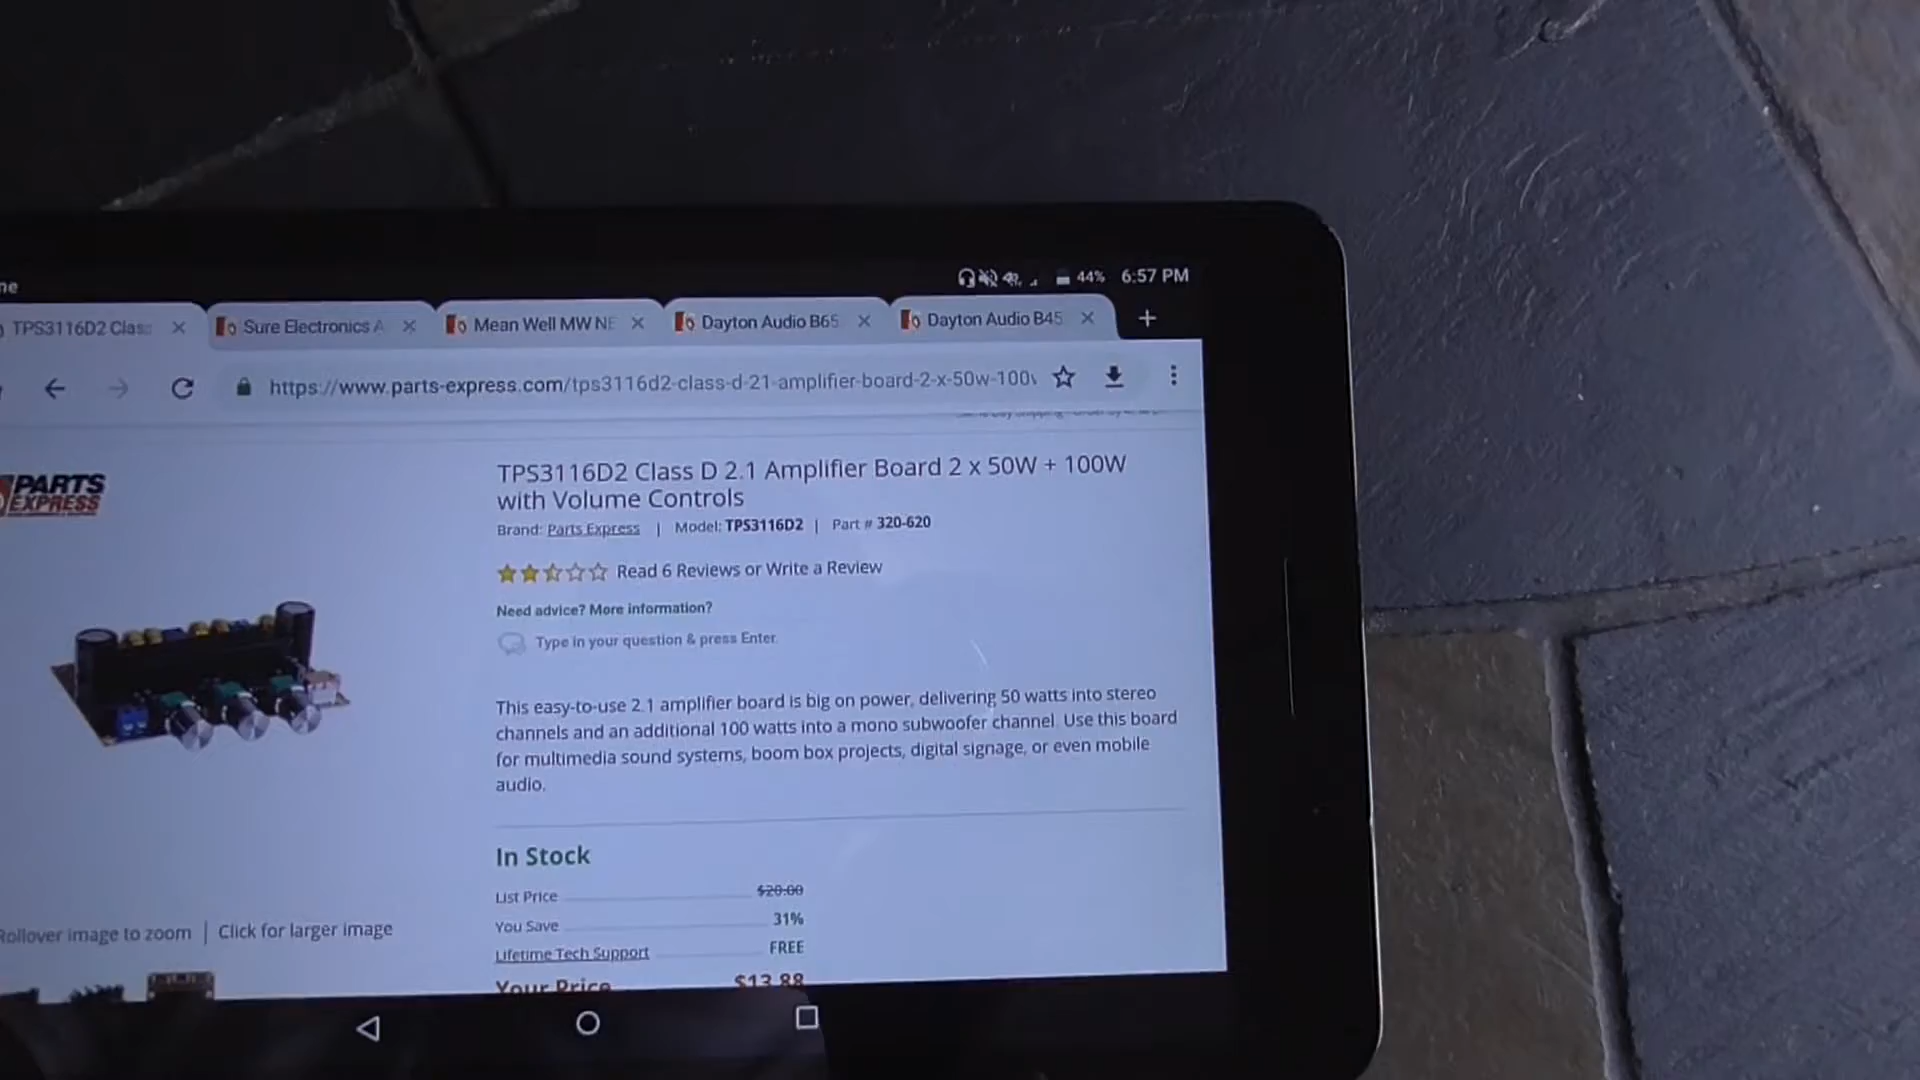 ne
44% 6:57 PM
TPS3116D2 Clas
Sure Electronics A
Mean Well MW NE
Dayton Audio B65
Dayton Audio B45
https://www.parts-express.com/tps3116d2-class-d-21-amplifier-board-2-x-50w-100
PARTS
EXPRESS
TPS3116D2 Class D 2.1 Amplifier Board 2 x 50W + 100W
with Volume Controls
Brand: Parts Express | Model: TPS3116D2 | Part # 320-620
Read 6 Reviews or Write a Review
Need advice? More information?
Type in your question & press Enter.
This easy-to-use 2.1 amplifier board is big on power, delivering 50 watts into stereo
channels and an additional 100 watts into a mono subwoofer channel. Use this board
for multimedia sound systems, boom box projects, digital signage, or even mobile
audio.
In Stock
List Price $20.00
You Save 31%
Lifetime Tech Support FREE
Your Price $13.88
Rollover image to zoom | Click for larger image